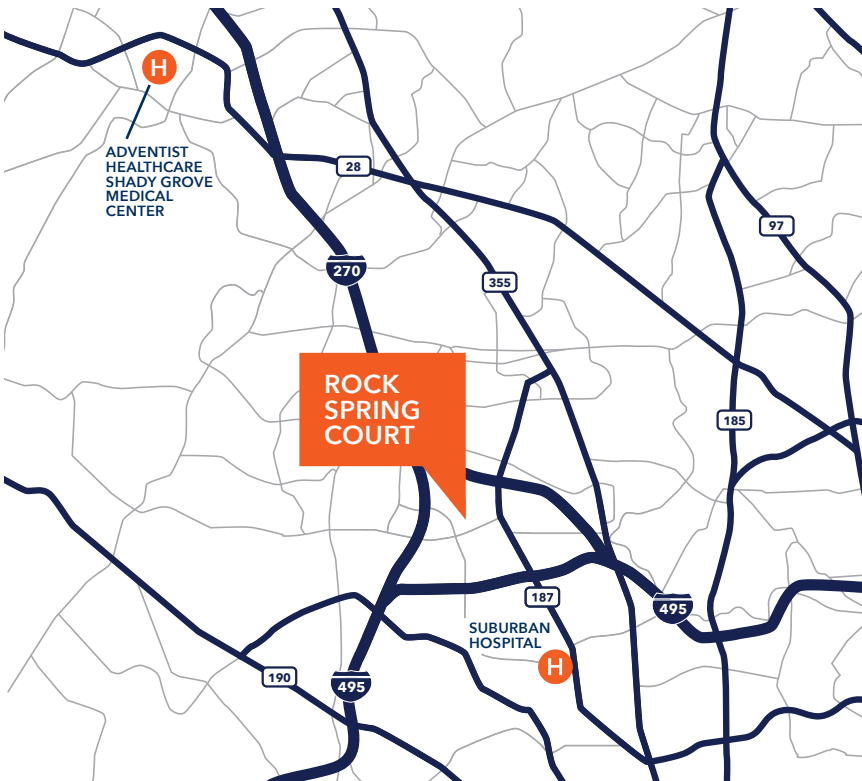 H
ADVENTIST
HEALTHCARE
SHADY GROVE
MEDICAL
CENTER
28
97
270
355
ROCK
SPRING
COURT
185
187
495
SUBURBAN
HOSPITAL
H
190
495